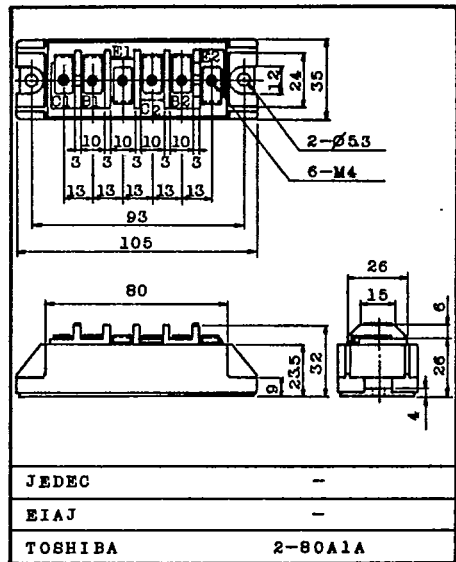 E1 E2
C1 B1 C2 B2
12 24 35
2-Ø5.3
6-M4
10 10 10 10
3 3 3 3 3
13 13 13 13 13
93
105
80
9 23.5 32
26
15
6
26
4
JEDEC –
EIAJ –
TOSHIBA 2-80A1A